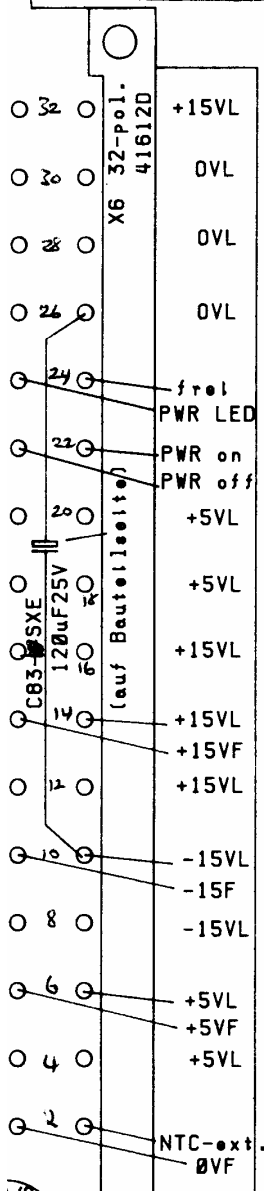 X6 32-pol.
41612D
32 +15VL
30 0VL
28 0VL
26 0VL
24 frei
PWR LED
22 PWR on
PWR off
20 +5VL
18 +5VL
16 +15VL
14 +15VL
+15VF
12 +15VL
10 -15VL
-15F
8 -15VL
6 +5VL
+5VF
4 +5VL
2 NTC-ext.
0VF
SXE
120uF25V
(auf Bauteilseite)